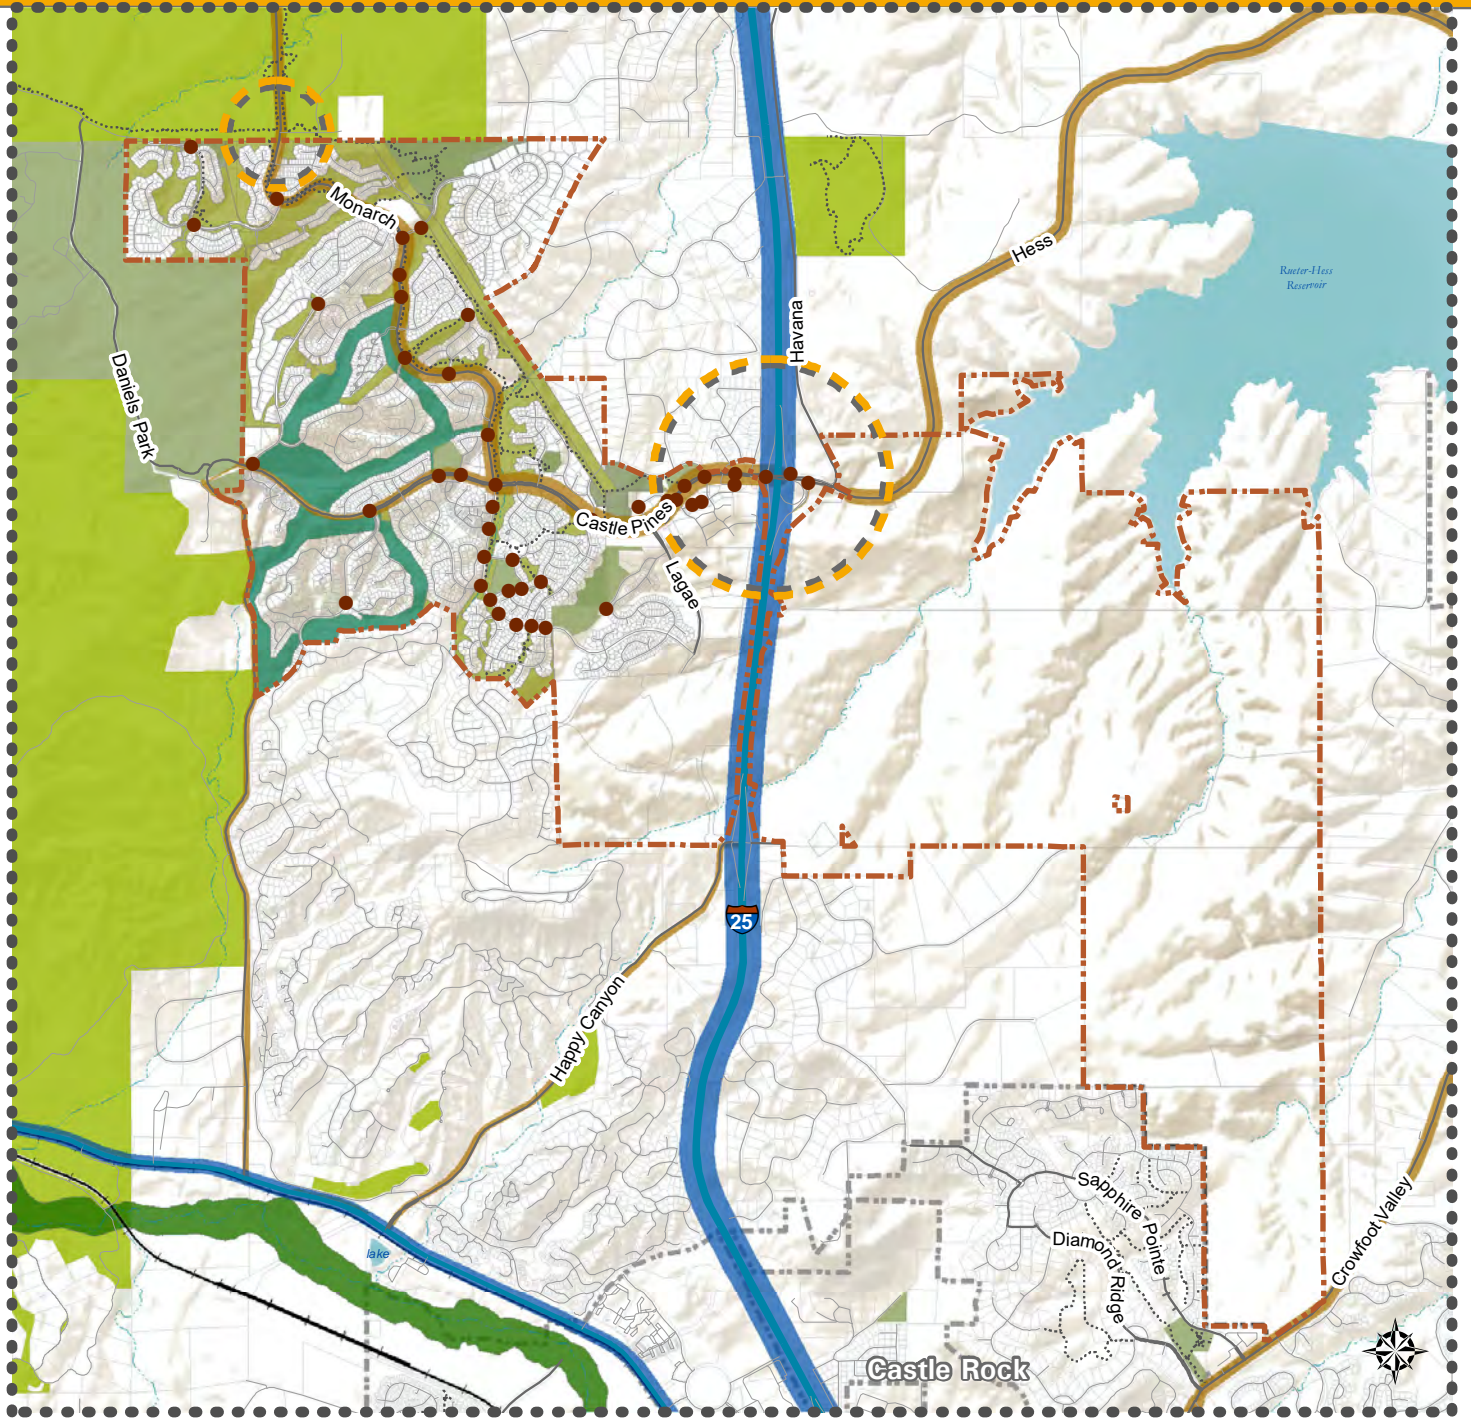 Monarch
Hess
Rueter-Hess
Reservoir
Havana
Daniels Park
Castle Pines
Lagae
25
Happy Canyon
Sapphire Pointe
Diamond Ridge
Crowfoot Valley
lake
Castle Rock